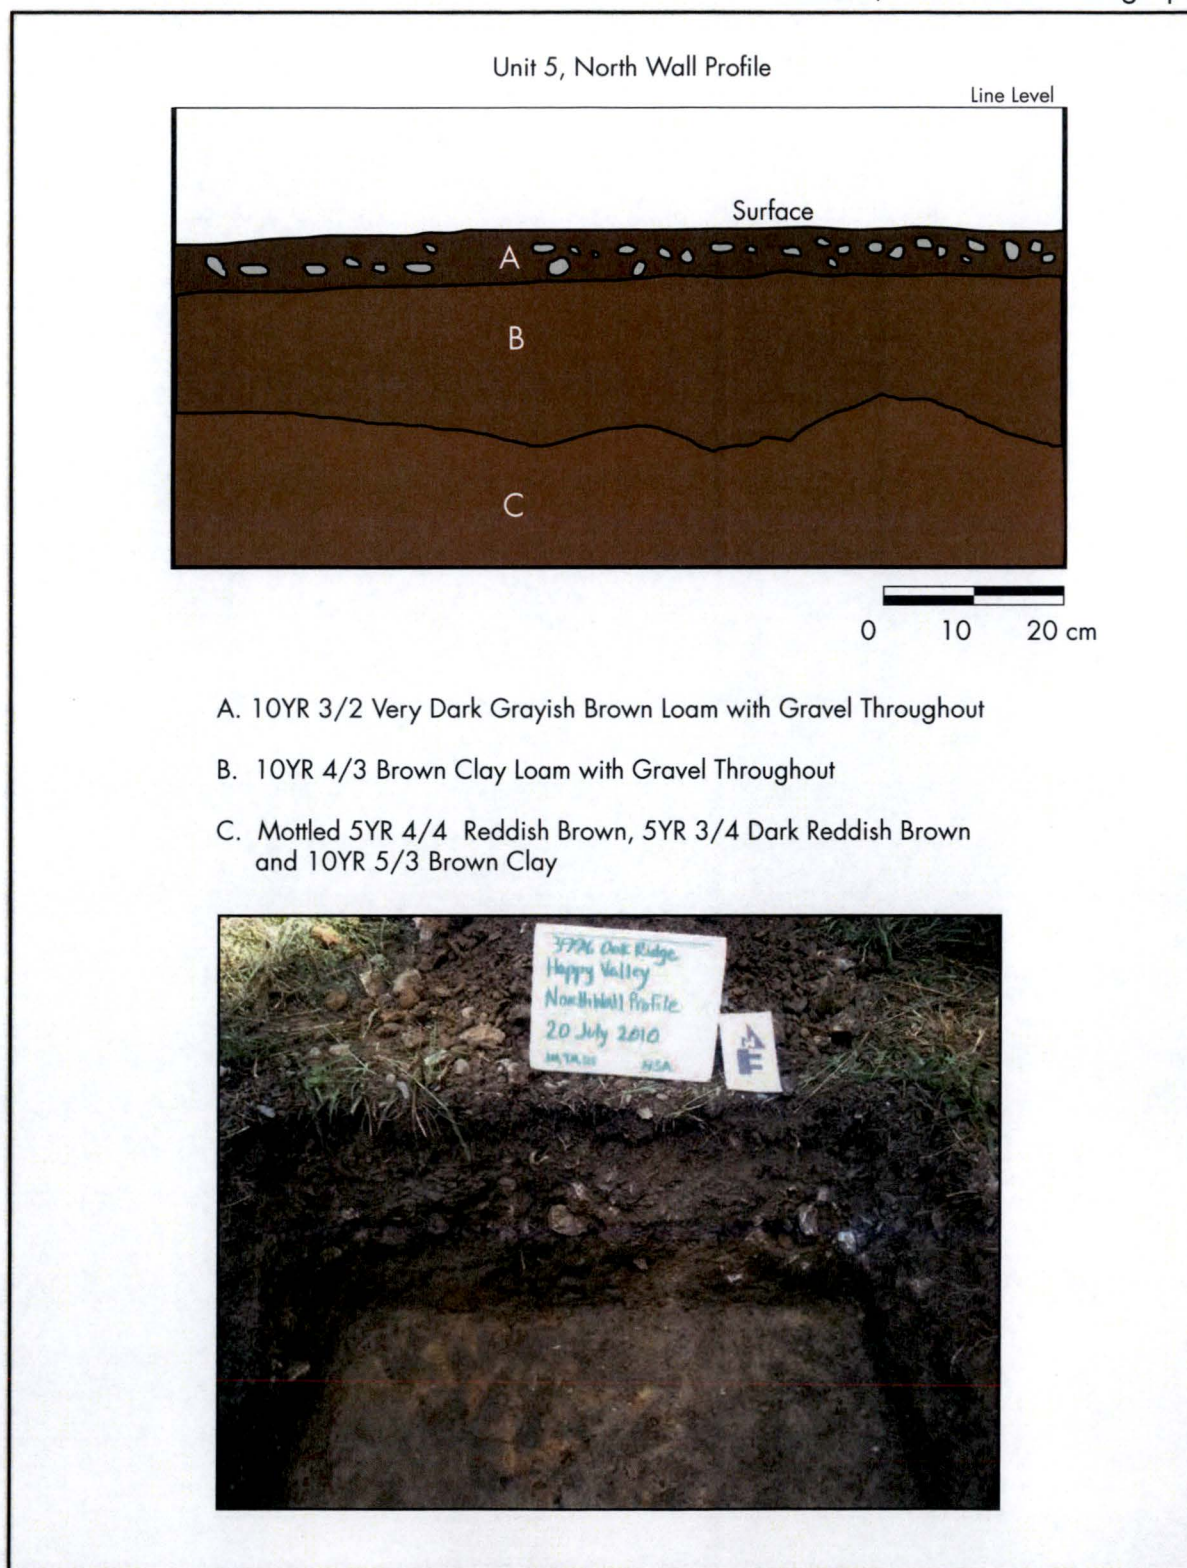 Unit 5, North Wall Profile
Line Level
Surface
A
B
C
0 10 20 cm
A. 10YR 3/2 Very Dark Grayish Brown Loam with Gravel Throughout
B. 10YR 4/3 Brown Clay Loam with Gravel Throughout
C. Mottled 5YR 4/4 Reddish Brown, 5YR 3/4 Dark Reddish Brown
and 10YR 5/3 Brown Clay
Oak Ridge
Happy Valley
North Wall Profile
20 July 2010